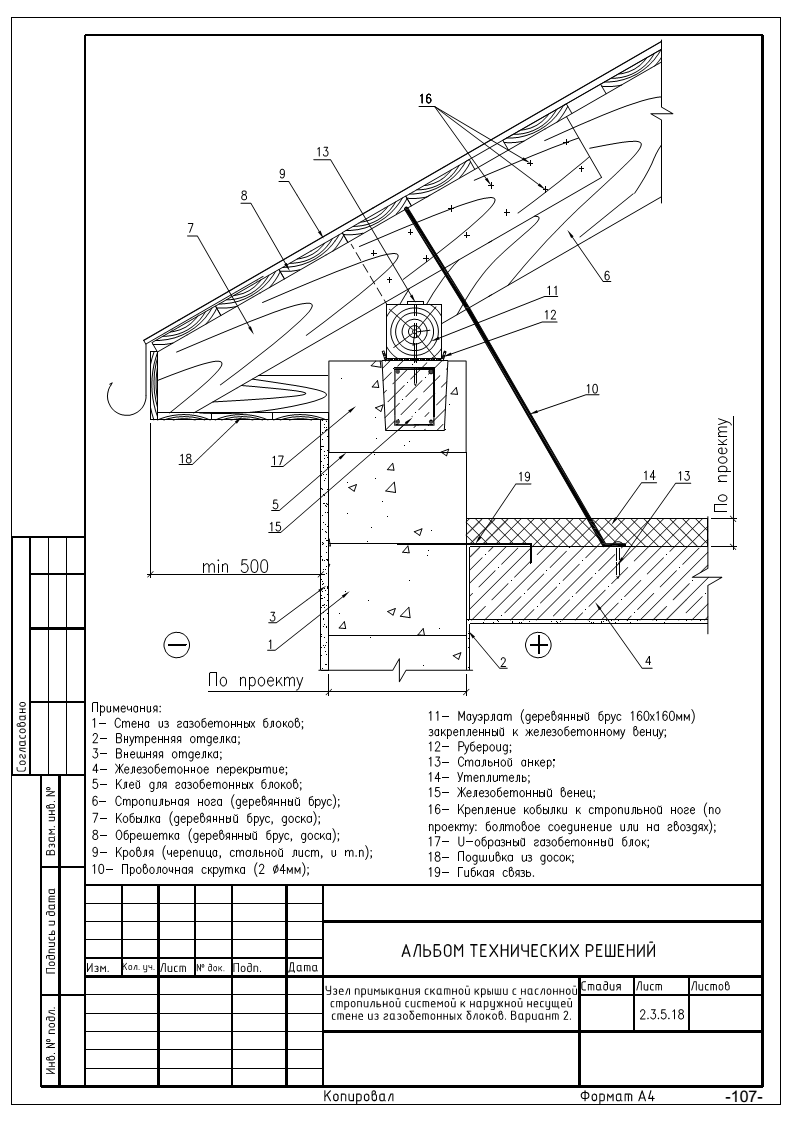 16
13
9
8
7
6
11
12
10
18
17
5
15
19
14
13
По проекту
min 500
3
1
2
4
По проекту
Примечания:
1– Стена из газобетонных блоков;
2– Внутренняя отделка;
3– Внешняя отделка;
4– Железобетонное перекрытие;
5– Клей для газобетонных блоков;
6– Стропильная нога (деревянный брус);
7– Кобылка (деревянный брус, доска);
8– Обрешетка (деревянный брус, доска);
9– Кровля (черепица, стальной лист, и т.п);
10– Проволочная скрутка (2 Ø4мм);
11– Мауэрлат (деревянный брус 160х160мм)
закрепленный к железобетонному венцу;
12– Рубероид;
13– Стальной анкер;
14– Утеплитель;
15– Железобетонный венец;
16– Крепление кобылки к стропильной ноге (по
проекту: болтовое соединение или на гвоздях);
17– U–образный газобетонный блок;
18– Подшивка из досок;
19– Гибкая связь.
Согласовано
Взам. инв. №
Подпись и дата
Инв. № подл.
Изм. Кол. уч. Лист № док. Подп. Дата
АЛЬБОМ ТЕХНИЧЕСКИХ РЕШЕНИЙ
Узел примыкания скатной крыши с наслонной
стропильной системой к наружной несущей
стене из газобетонных блоков. Вариант 2.
Стадия Лист Листов
2.3.5.18
Копировал Формат А4 -107-